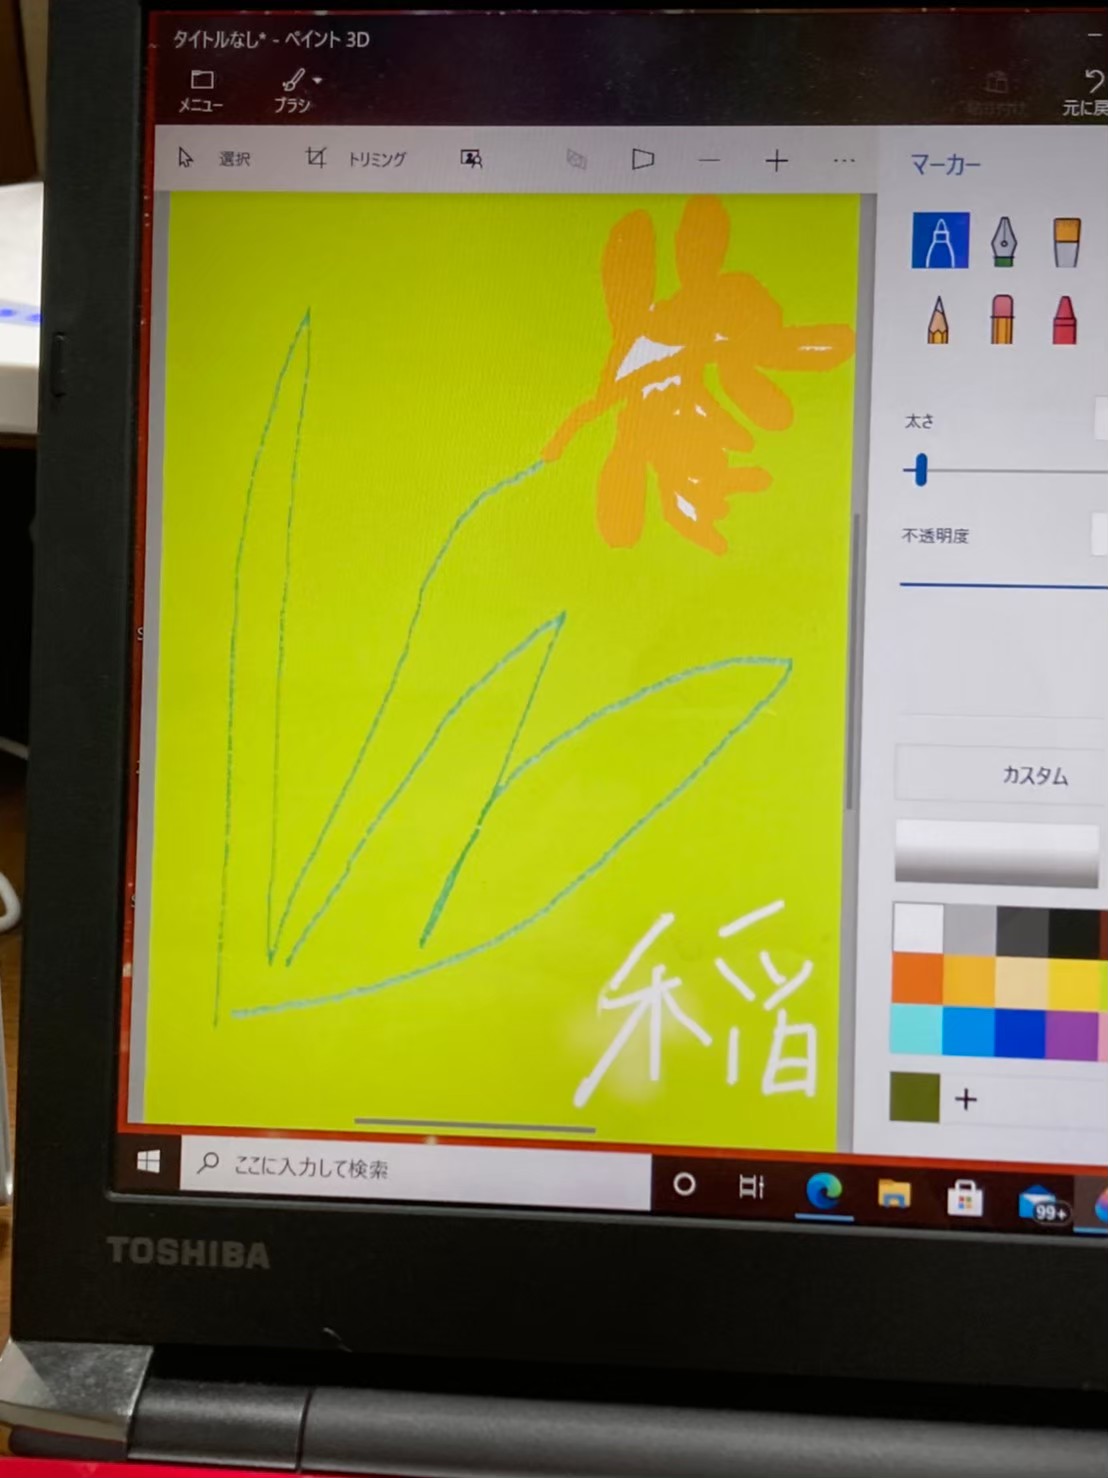 タイトルなし* - ペイント 3D
メニュー
ブラシ
元に戻
選択
トリミング
マーカー
太さ
不透明度
カスタム
稲
ここに入力して検索
99+
TOSHIBA